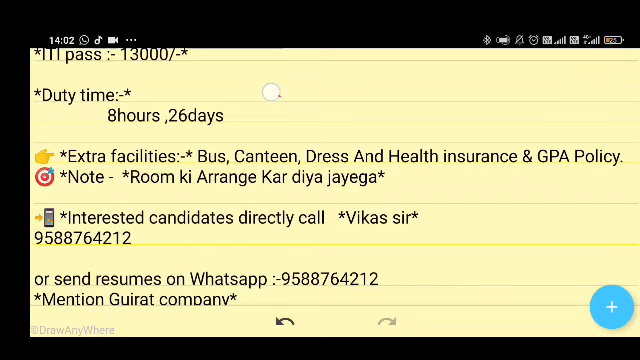 14:02
*ITI pass :- 13000/-*
*Duty time:-*
8hours ,26days
👉 *Extra facilities:-* Bus, Canteen, Dress And Health insurance & GPA Policy.
🎯 *Note - *Room ki Arrange Kar diya jayega*
📲 *Interested candidates directly call *Vikas sir*
9588764212
or send resumes on Whatsapp :-9588764212
*Mention Gujrat company*
©DrawAnyWhere